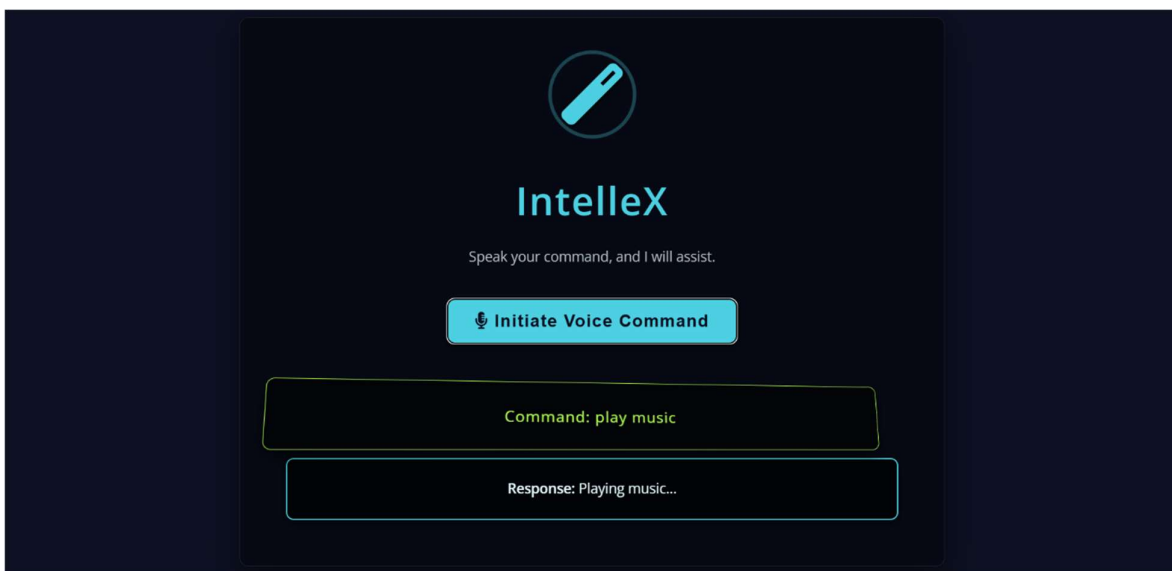 IntelleX
Speak your command, and I will assist.
Initiate Voice Command
Command: play music
Response: Playing music...